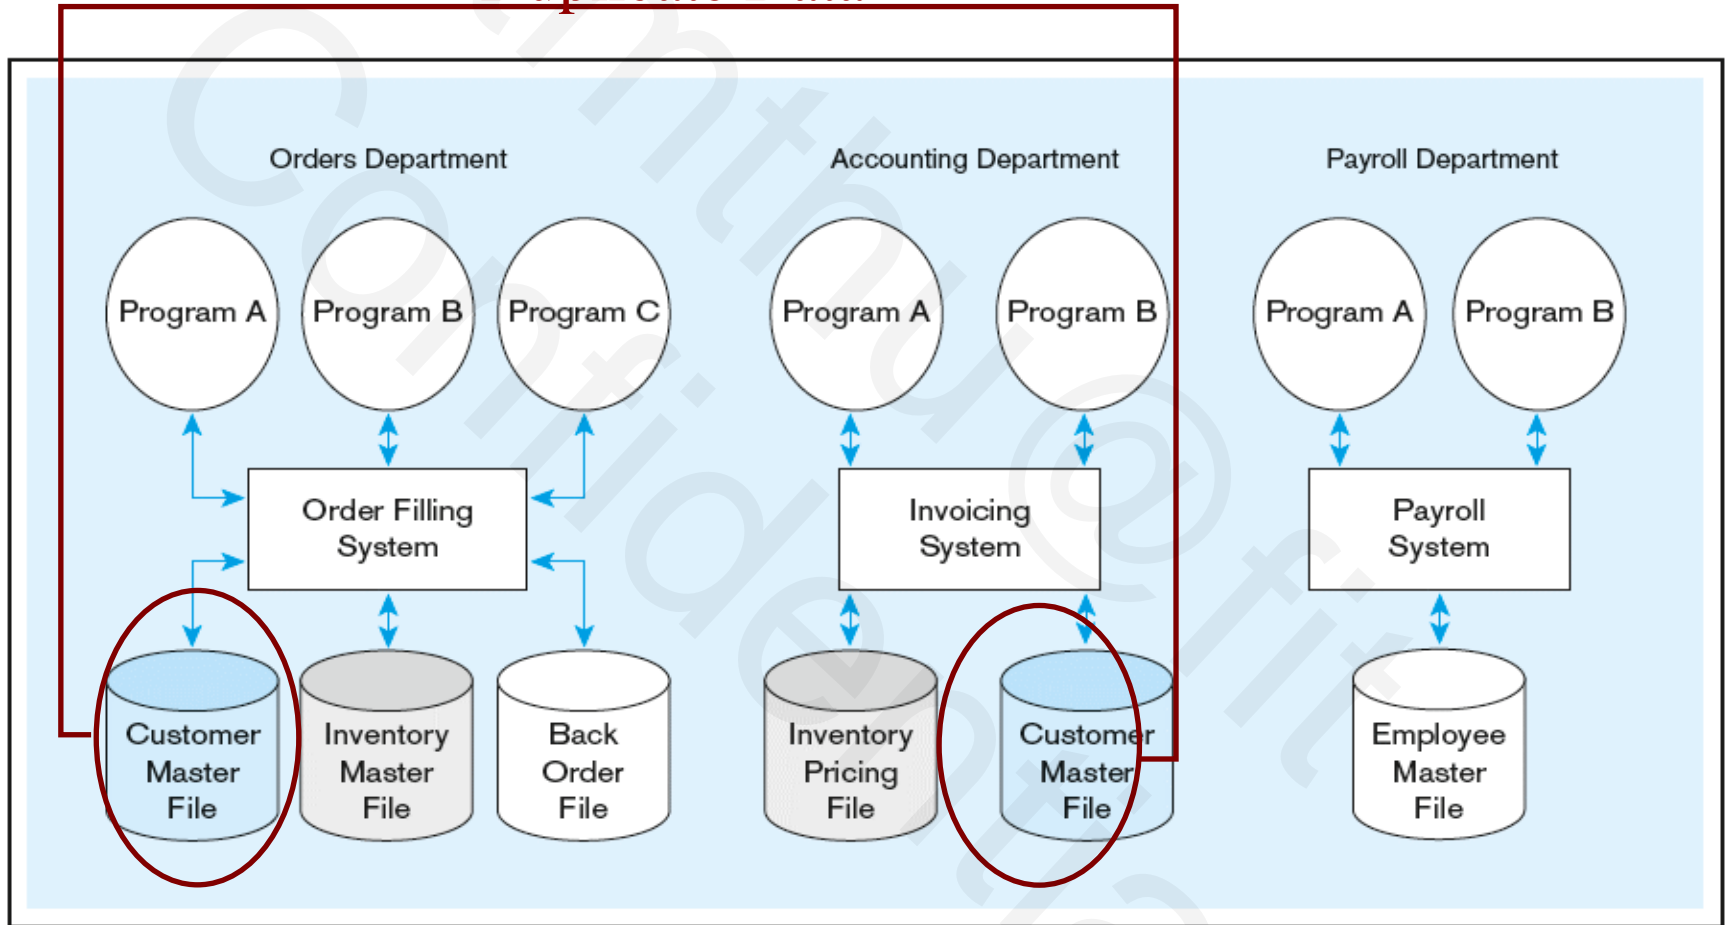 Duplicate Data
Orders Department
Accounting Department
Payroll Department
Program A
Program B
Program C
Program A
Program B
Program A
Program B
Order Filling
System
Invoicing
System
Payroll
System
Customer
Master
File
Inventory
Master
File
Back
Order
File
Inventory
Pricing
File
Customer
Master
File
Employee
Master
File